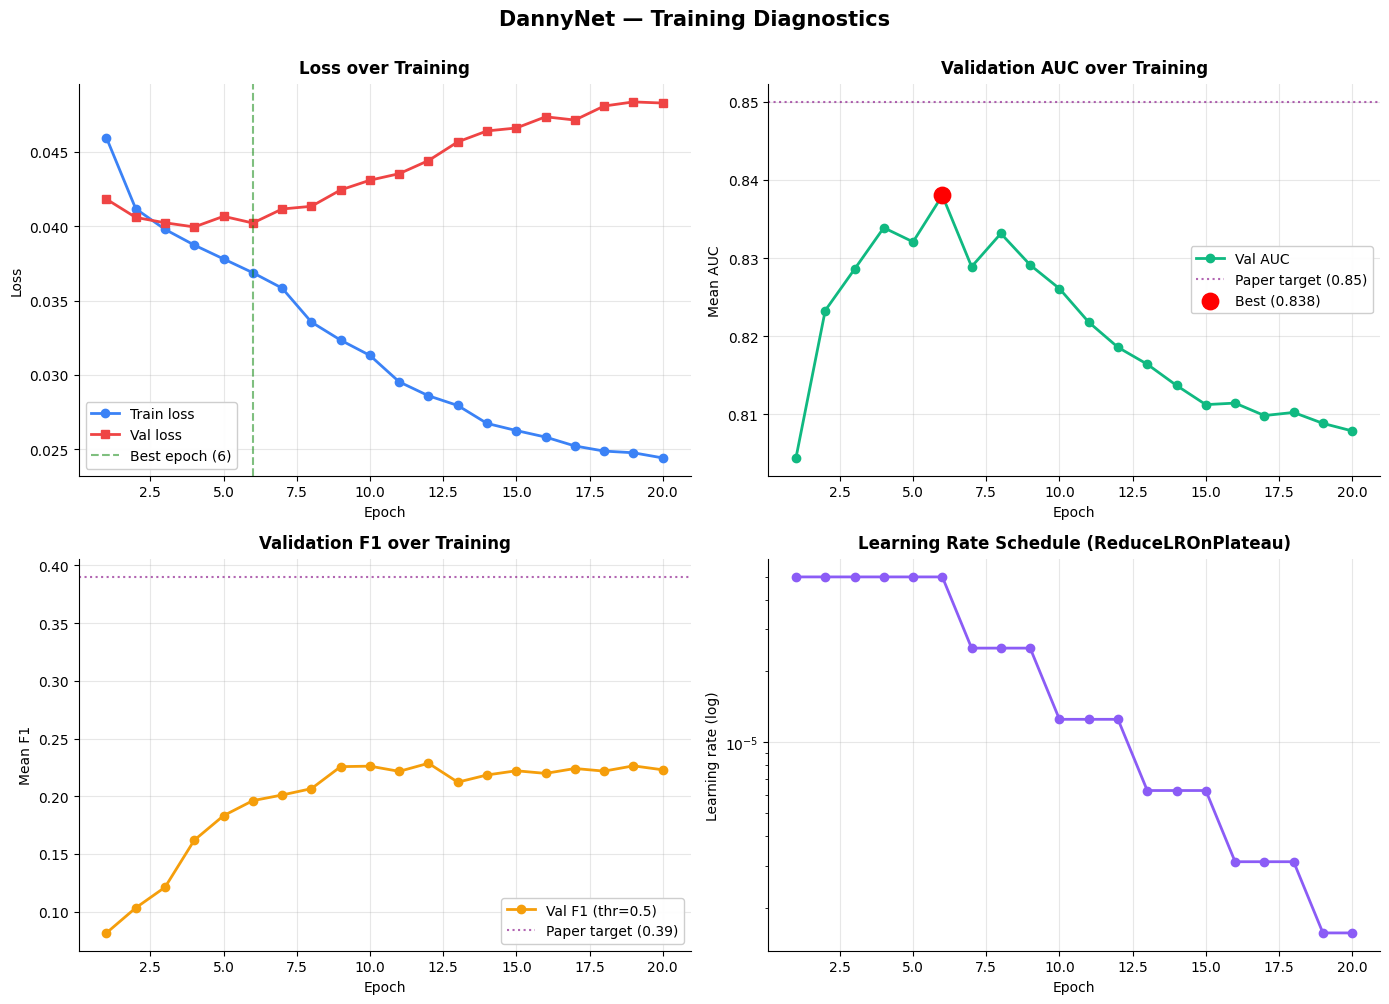 DannyNet — Training Diagnostics
Loss over Training
Loss
0.045
0.040
0.035
0.030
0.025
Train loss
Val loss
Best epoch (6)
2.5 5.0 7.5 10.0 12.5 15.0 17.5 20.0
Epoch
Validation AUC over Training
Mean AUC
0.85
0.84
0.83
0.82
0.81
Val AUC
Paper target (0.85)
Best (0.838)
2.5 5.0 7.5 10.0 12.5 15.0 17.5 20.0
Epoch
Validation F1 over Training
Mean F1
0.40
0.35
0.30
0.25
0.20
0.15
0.10
Val F1 (thr=0.5)
Paper target (0.39)
2.5 5.0 7.5 10.0 12.5 15.0 17.5 20.0
Epoch
Learning Rate Schedule (ReduceLROnPlateau)
Learning rate (log)
10⁻⁵
2.5 5.0 7.5 10.0 12.5 15.0 17.5 20.0
Epoch